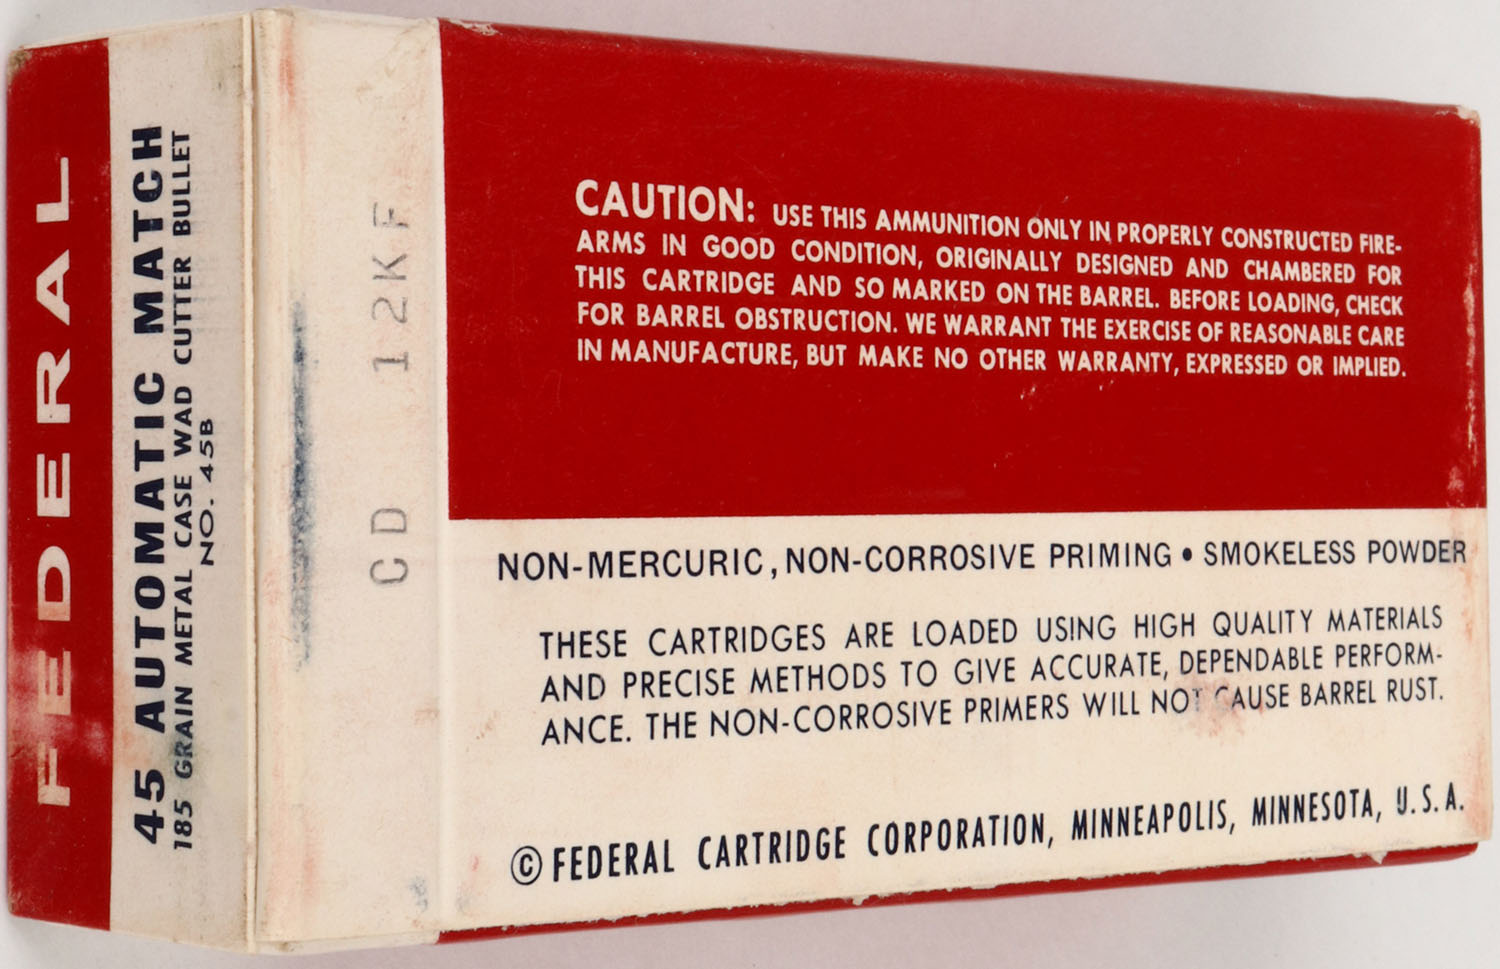 FEDERAL
45 AUTOMATIC MATCH
185 GRAIN METAL CASE WAD CUTTER BULLET
NO. 45B
CD 12KF
CAUTION: USE THIS AMMUNITION ONLY IN PROPERLY CONSTRUCTED FIRE-
ARMS IN GOOD CONDITION, ORIGINALLY DESIGNED AND CHAMBERED FOR
THIS CARTRIDGE AND SO MARKED ON THE BARREL. BEFORE LOADING, CHECK
FOR BARREL OBSTRUCTION. WE WARRANT THE EXERCISE OF REASONABLE CARE
IN MANUFACTURE, BUT MAKE NO OTHER WARRANTY, EXPRESSED OR IMPLIED.
NON-MERCURIC, NON-CORROSIVE PRIMING • SMOKELESS POWDER
THESE CARTRIDGES ARE LOADED USING HIGH QUALITY MATERIALS
AND PRECISE METHODS TO GIVE ACCURATE, DEPENDABLE PERFORM-
ANCE. THE NON-CORROSIVE PRIMERS WILL NOT CAUSE BARREL RUST.
© FEDERAL CARTRIDGE CORPORATION, MINNEAPOLIS, MINNESOTA, U.S.A.